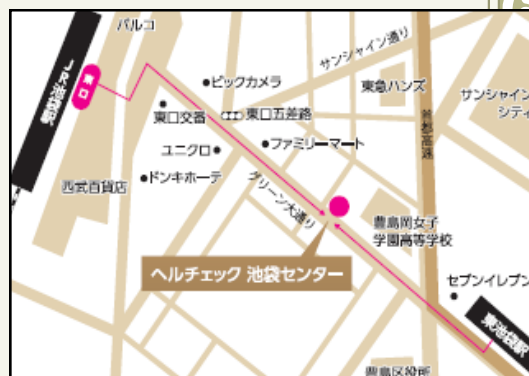 パルコ
サンシャイン通り
JR池袋駅
東口
ビックカメラ
東急ハンズ
サンシャイン
シティ
東口交番
東口五差路
首都高速
ユニクロ
ファミリーマート
西武百貨店
ドンキホーテ
グリーン大通り
豊島岡女子
学園高等学校
ヘルチェック 池袋センター
セブンイレブン
東池袋駅
豊島区役所